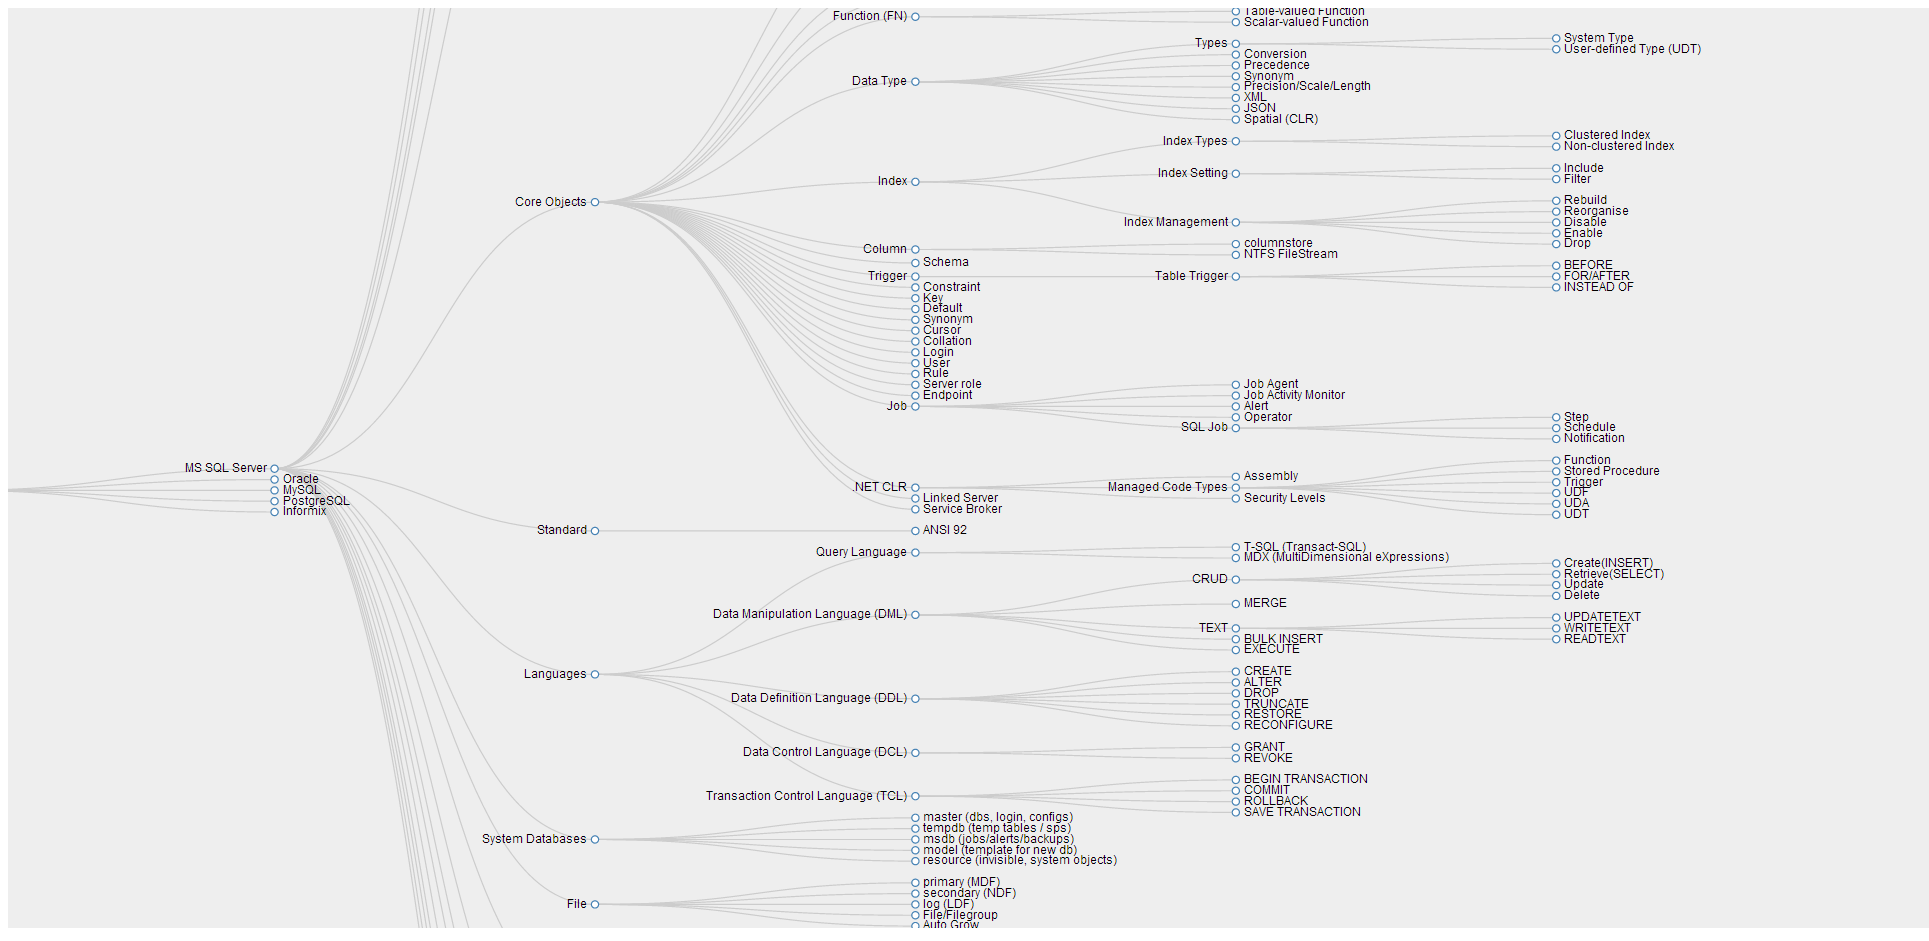 Function (FN)
Table-valued Function
Scalar-valued Function
Data Type
Types
System Type
User-defined Type (UDT)
Conversion
Precedence
Synonym
Precision/Scale/Length
XML
JSON
Spatial (CLR)
Core Objects
Index
Index Types
Clustered Index
Non-clustered Index
Index Setting
Include
Filter
Index Management
Rebuild
Reorganise
Disable
Enable
Drop
Column
columnstore
NTFS FileStream
Schema
Trigger
Table Trigger
BEFORE
FOR/AFTER
INSTEAD OF
Constraint
Key
Default
Synonym
Cursor
Collation
Login
User
Rule
Server role
Endpoint
Job
Job Agent
Job Activity Monitor
Alert
Operator
SQL Job
Step
Schedule
Notification
MS SQL Server
Oracle
MySQL
PostgreSQL
Informix
.NET CLR
Assembly
Managed Code Types
Function
Stored Procedure
Trigger
UDF
UDA
UDT
Security Levels
Linked Server
Service Broker
Standard
ANSI 92
Languages
Query Language
T-SQL (Transact-SQL)
MDX (MultiDimensional eXpressions)
Data Manipulation Language (DML)
CRUD
Create(INSERT)
Retrieve(SELECT)
Update
Delete
MERGE
TEXT
UPDATETEXT
WRITETEXT
READTEXT
BULK INSERT
EXECUTE
Data Definition Language (DDL)
CREATE
ALTER
DROP
TRUNCATE
RESTORE
RECONFIGURE
Data Control Language (DCL)
GRANT
REVOKE
Transaction Control Language (TCL)
BEGIN TRANSACTION
COMMIT
ROLLBACK
SAVE TRANSACTION
System Databases
master (dbs, login, configs)
tempdb (temp tables / sps)
msdb (jobs/alerts/backups)
model (template for new db)
resource (invisible, system objects)
File
primary (MDF)
secondary (NDF)
log (LDF)
File/Filegroup
Auto Grow